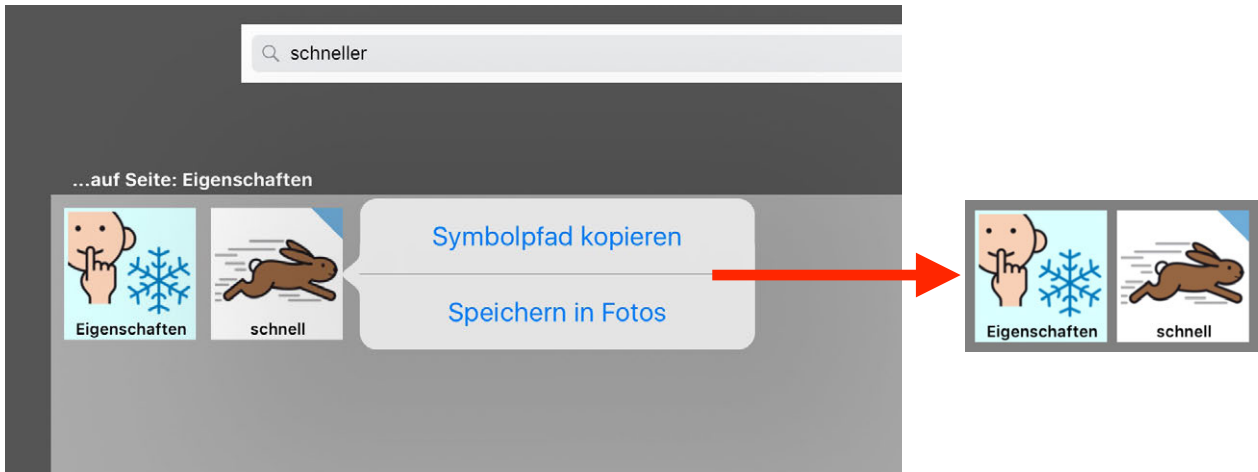 schneller
...auf Seite: Eigenschaften
Symbolpfad kopieren
Speichern in Fotos
Eigenschaften
schnell
Eigenschaften
schnell